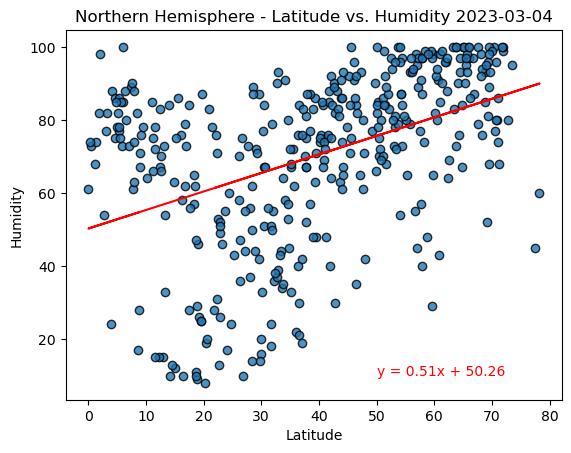 Northern Hemisphere - Latitude vs. Humidity 2023-03-04
100
80
60
40
20
Humidity
y = 0.51x + 50.26
0 10 20 30 40 50 60 70 80
Latitude